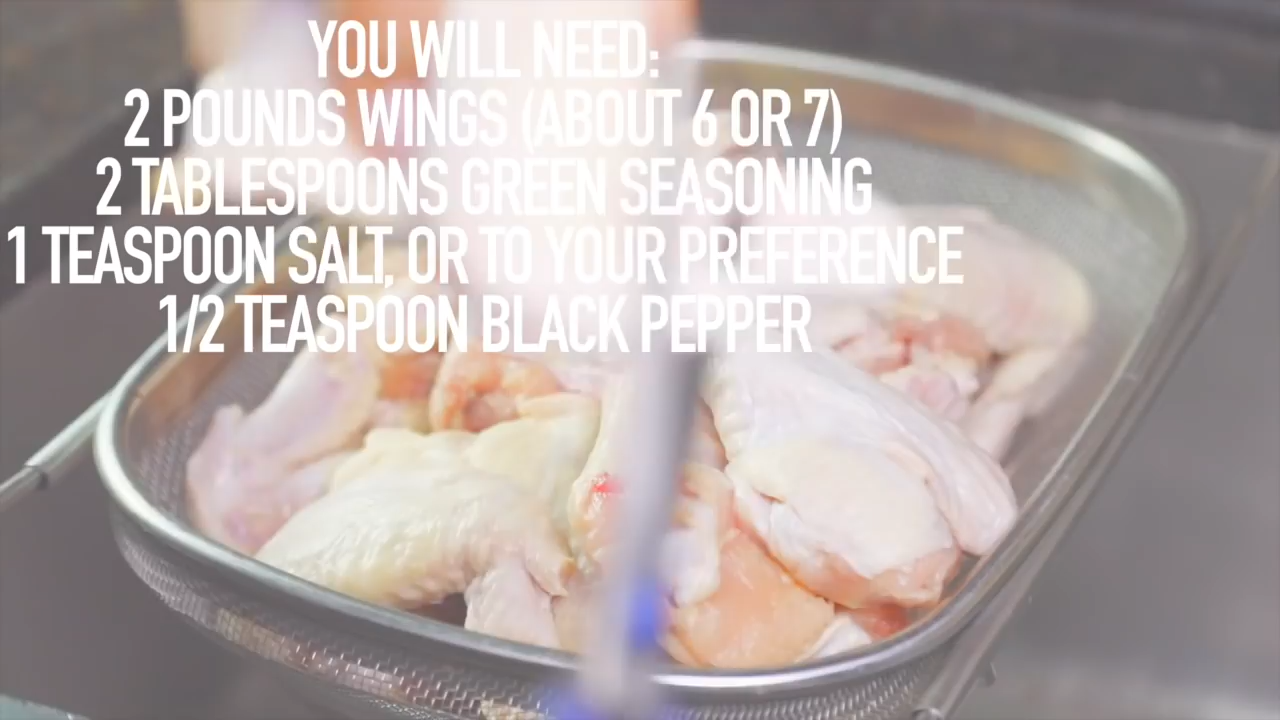 YOU WILL NEED:
2 POUNDS WINGS (ABOUT 6 OR 7)
2 TABLESPOONS GREEN SEASONING
1 TEASPOON SALT, OR TO YOUR PREFERENCE
1/2 TEASPOON BLACK PEPPER